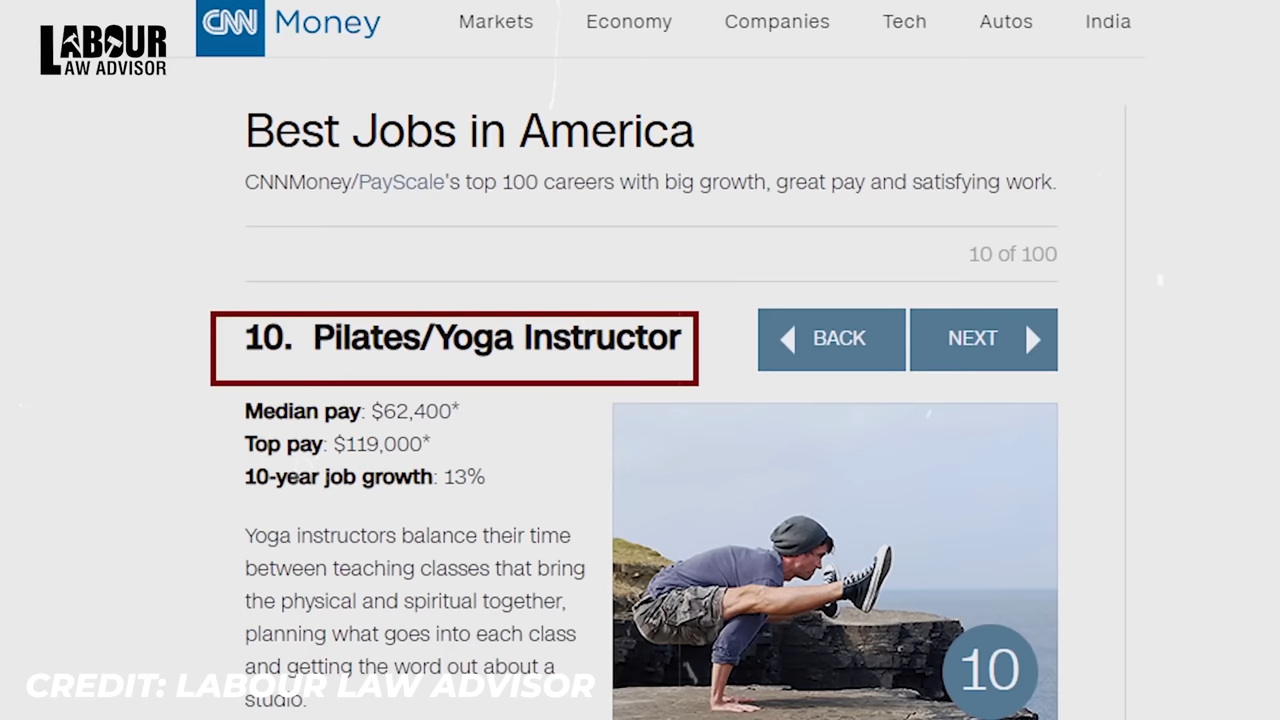 LABOUR
LAW ADVISOR
CNN Money
Markets Economy Companies Tech Autos India
Best Jobs in America
CNNMoney/PayScale's top 100 careers with big growth, great pay and satisfying work.
10 of 100
10. Pilates/Yoga Instructor
BACK NEXT
Median pay: $62,400*
Top pay: $119,000*
10-year job growth: 13%
Yoga instructors balance their time
between teaching classes that bring
the physical and spiritual together,
planning what goes into each class
and getting the word out about a
studio.
10
CREDIT: LABOUR LAW ADVISOR